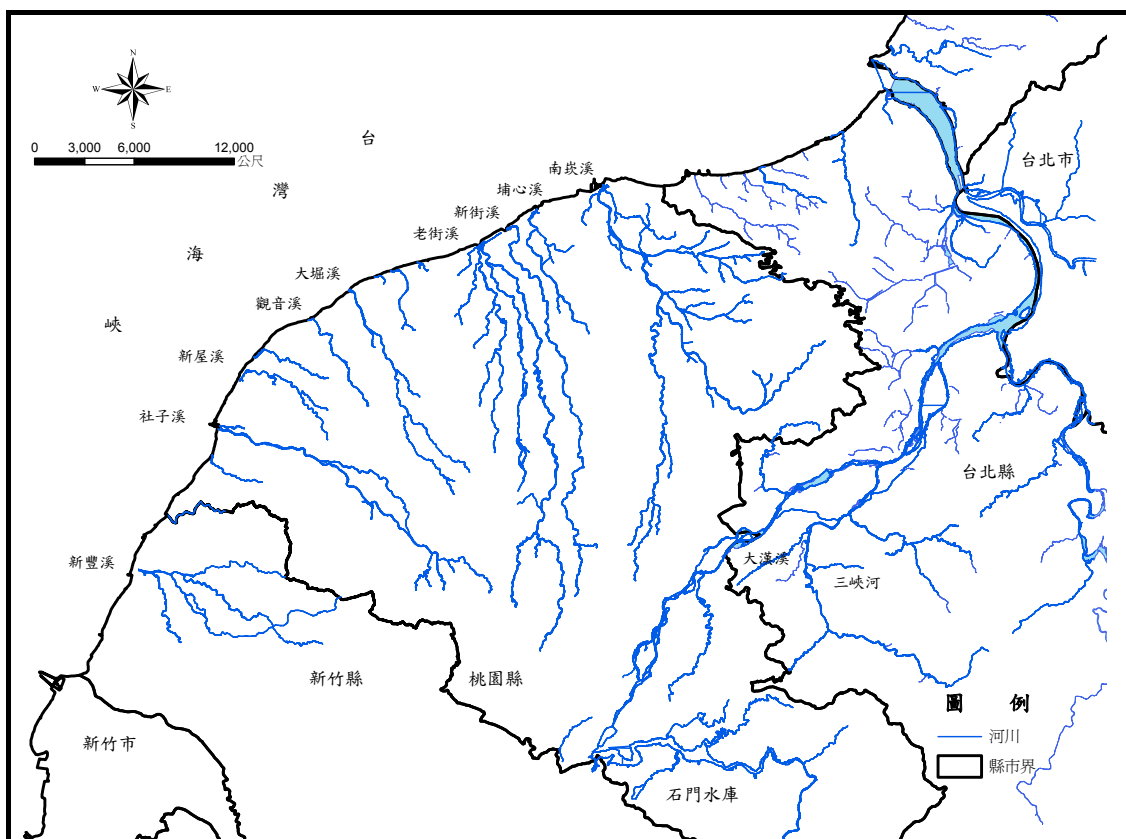 N
W
E
S
0
3,000
6,000
12,000
公尺
台
灣
海
峽
南崁溪
埔心溪
新街溪
老街溪
大堀溪
觀音溪
新屋溪
社子溪
新豐溪
台北市
台北縣
大漢溪
三峽河
新竹縣
桃園縣
新竹市
石門水庫
圖 例
河川
縣市界